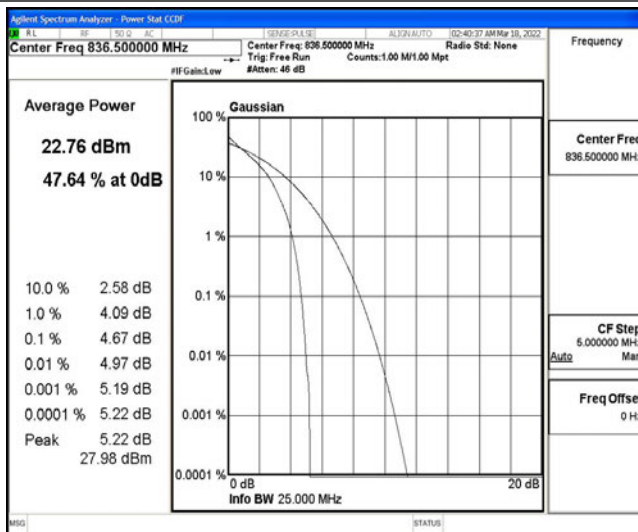 Agilent Spectrum Analyzer - Power Stat CCDF
RL RF 50 Ω AC SENSE:PULSE ALIGN AUTO 02:40:37 AM Mar 18, 2022
Center Freq 836.500000 MHz
Center Freq: 836.500000 MHz Radio Std: None
Trig: Free Run Counts:1.00 M/1.00 Mpt
#IFGain:Low #Atten: 46 dB
Frequency
Average Power
22.76 dBm
47.64 % at 0dB
10.0 % 2.58 dB
1.0 % 4.09 dB
0.1 % 4.67 dB
0.01 % 4.97 dB
0.001 % 5.19 dB
0.0001 % 5.22 dB
Peak 5.22 dB
27.98 dBm
Gaussian
100 %
10 %
1 %
0.1 %
0.01 %
0.001 %
0.0001 %
0 dB 20 dB
Info BW 25.000 MHz
Center Freq
836.500000 MHz
CF Step
5.000000 MHz
Auto Man
Freq Offse
0 Hz
MSG STATUS